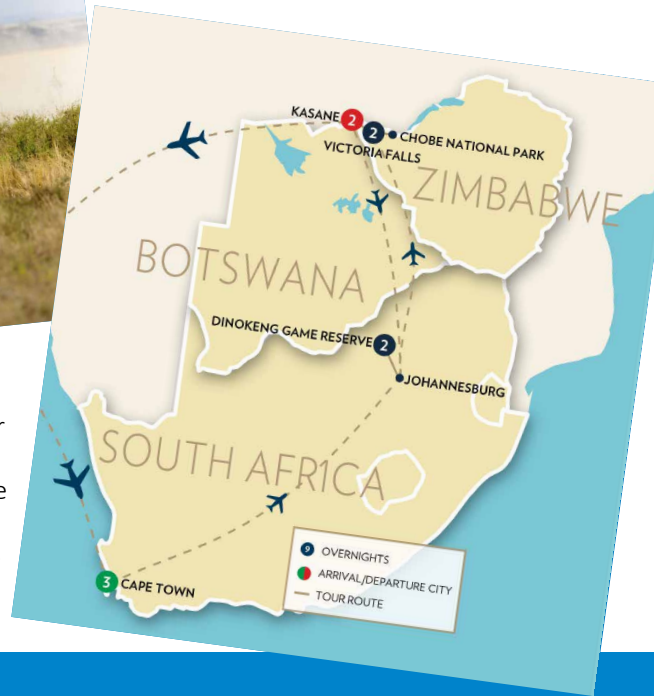 KASANE 2
2 CHOBE NATIONAL PARK
VICTORIA FALLS
ZIMBABWE
BOTSWANA
DINOKENG GAME RESERVE 2
JOHANNESBURG
r
SOUTH AFR1CA
e
9 OVERNIGHTS
ARRIVAL/DEPARTURE CITY
TOUR ROUTE
3 CAPE TOWN